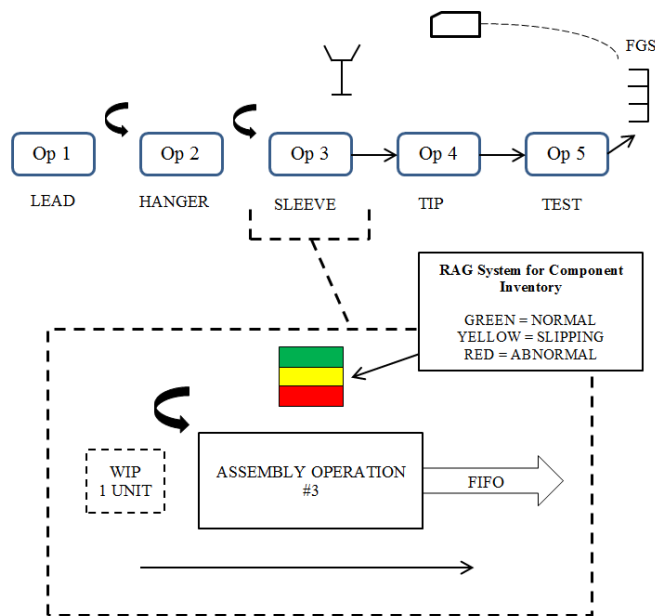 FGS
Op 1
Op 2
Op 3
Op 4
Op 5
LEAD
HANGER
SLEEVE
TIP
TEST
RAG System for Component
Inventory
GREEN = NORMAL
YELLOW = SLIPPING
RED = ABNORMAL
WIP
1 UNIT
ASSEMBLY OPERATION
#3
FIFO